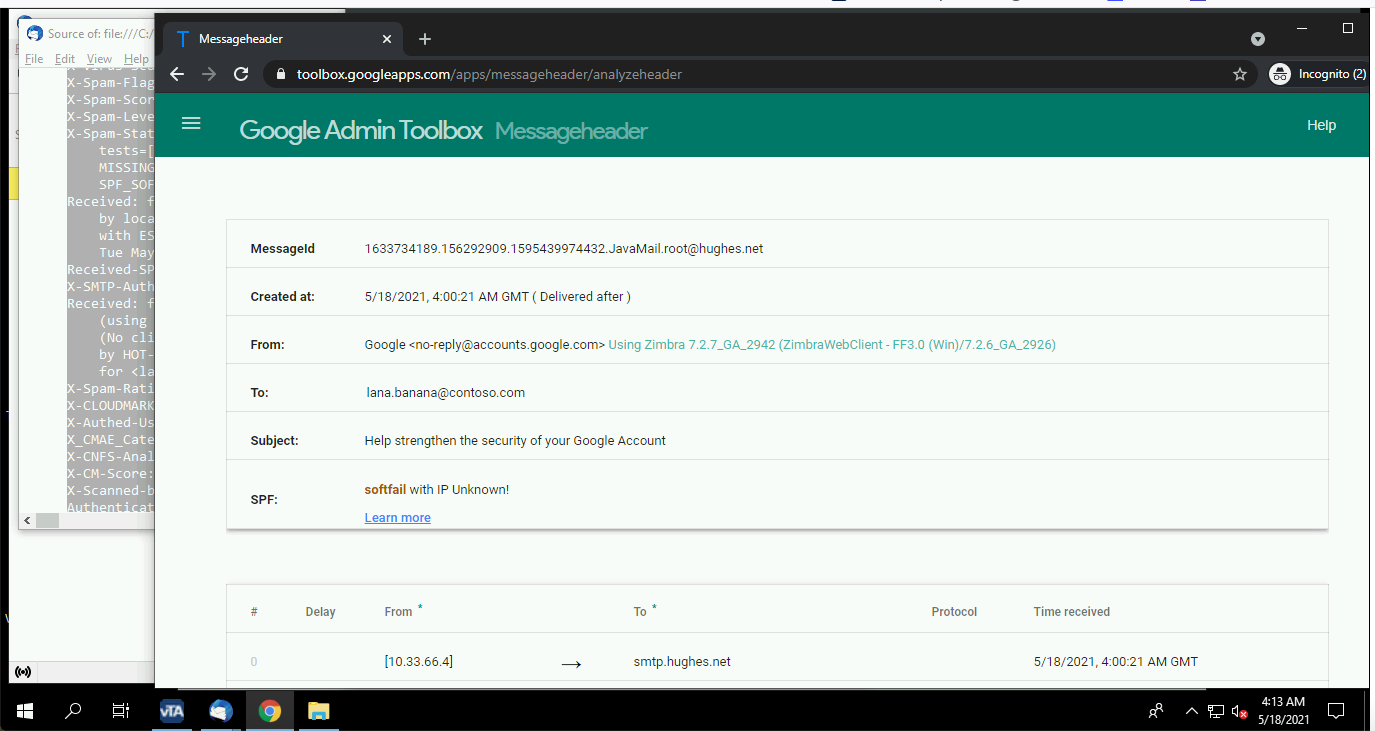 Source of: file:///C:/
File Edit View Help
X-Spam-Flag
X-Spam-Scor
X-Spam-Leve
X-Spam-Stat
tests=[
MISSING
SPF_SOF
Received: f
by loca
with ES
Tue May
Received-SP
X-SMTP-Auth
Received: f
(using
(No cli
by HOT-
for <la
X-Spam-Rati
X-CLOUDMARK
X-Authed-Us
X_CMAE_Cate
X-CNFS-Anal
X-CM-Score:
X-Scanned-b
Authenticat
Messageheader
toolbox.googleapps.com/apps/messageheader/analyzeheader
Incognito (2)
Google Admin Toolbox Messageheader
Help
MessageId 1633734189.156292909.1595439974432.JavaMail.root@hughes.net
Created at: 5/18/2021, 4:00:21 AM GMT ( Delivered after )
From: Google <no-reply@accounts.google.com> Using Zimbra 7.2.7_GA_2942 (ZimbraWebClient - FF3.0 (Win)/7.2.6_GA_2926)
To: lana.banana@contoso.com
Subject: Help strengthen the security of your Google Account
SPF: softfail with IP Unknown!
Learn more
# Delay From * To * Protocol Time received
0 [10.33.66.4] → smtp.hughes.net 5/18/2021, 4:00:21 AM GMT
VTA
4:13 AM
5/18/2021